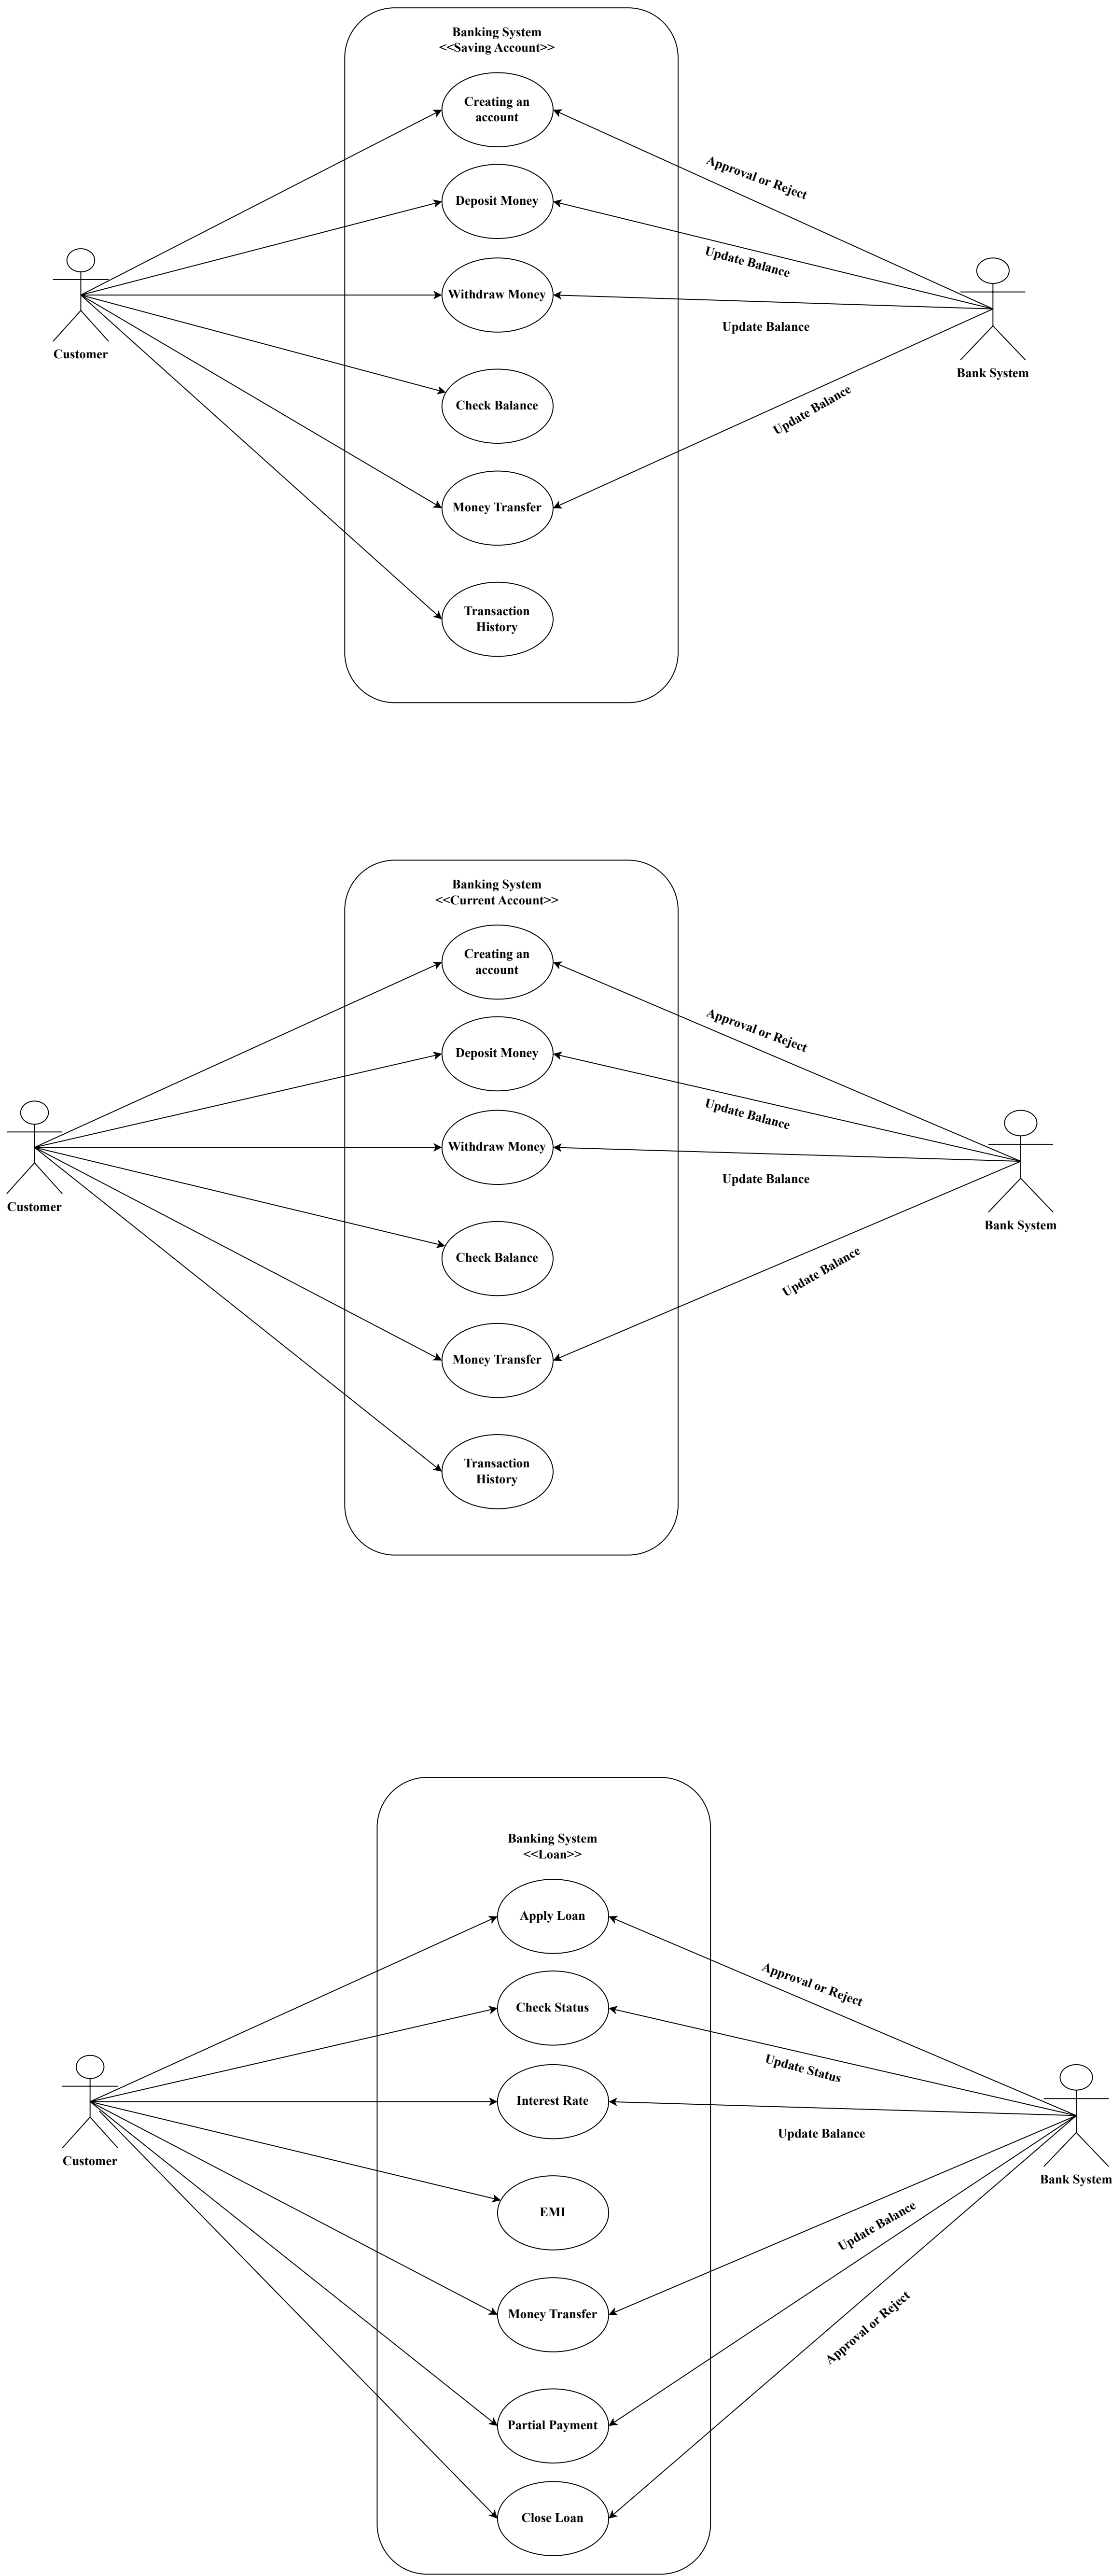 Banking System
<<Saving Account>>
Creating an
account
Approval or Reject
Deposit Money
Update Balance
Withdraw Money
Update Balance
Customer
Bank System
Check Balance
Update Balance
Money Transfer
Transaction
History
Banking System
<<Current Account>>
Creating an
account
Approval or Reject
Deposit Money
Update Balance
Withdraw Money
Update Balance
Customer
Bank System
Check Balance
Update Balance
Money Transfer
Transaction
History
Banking System
<<Loan>>
Apply Loan
Approval or Reject
Check Status
Update Status
Interest Rate
Update Balance
Customer
Bank System
EMI
Update Balance
Money Transfer
Approval or Reject
Partial Payment
Close Loan